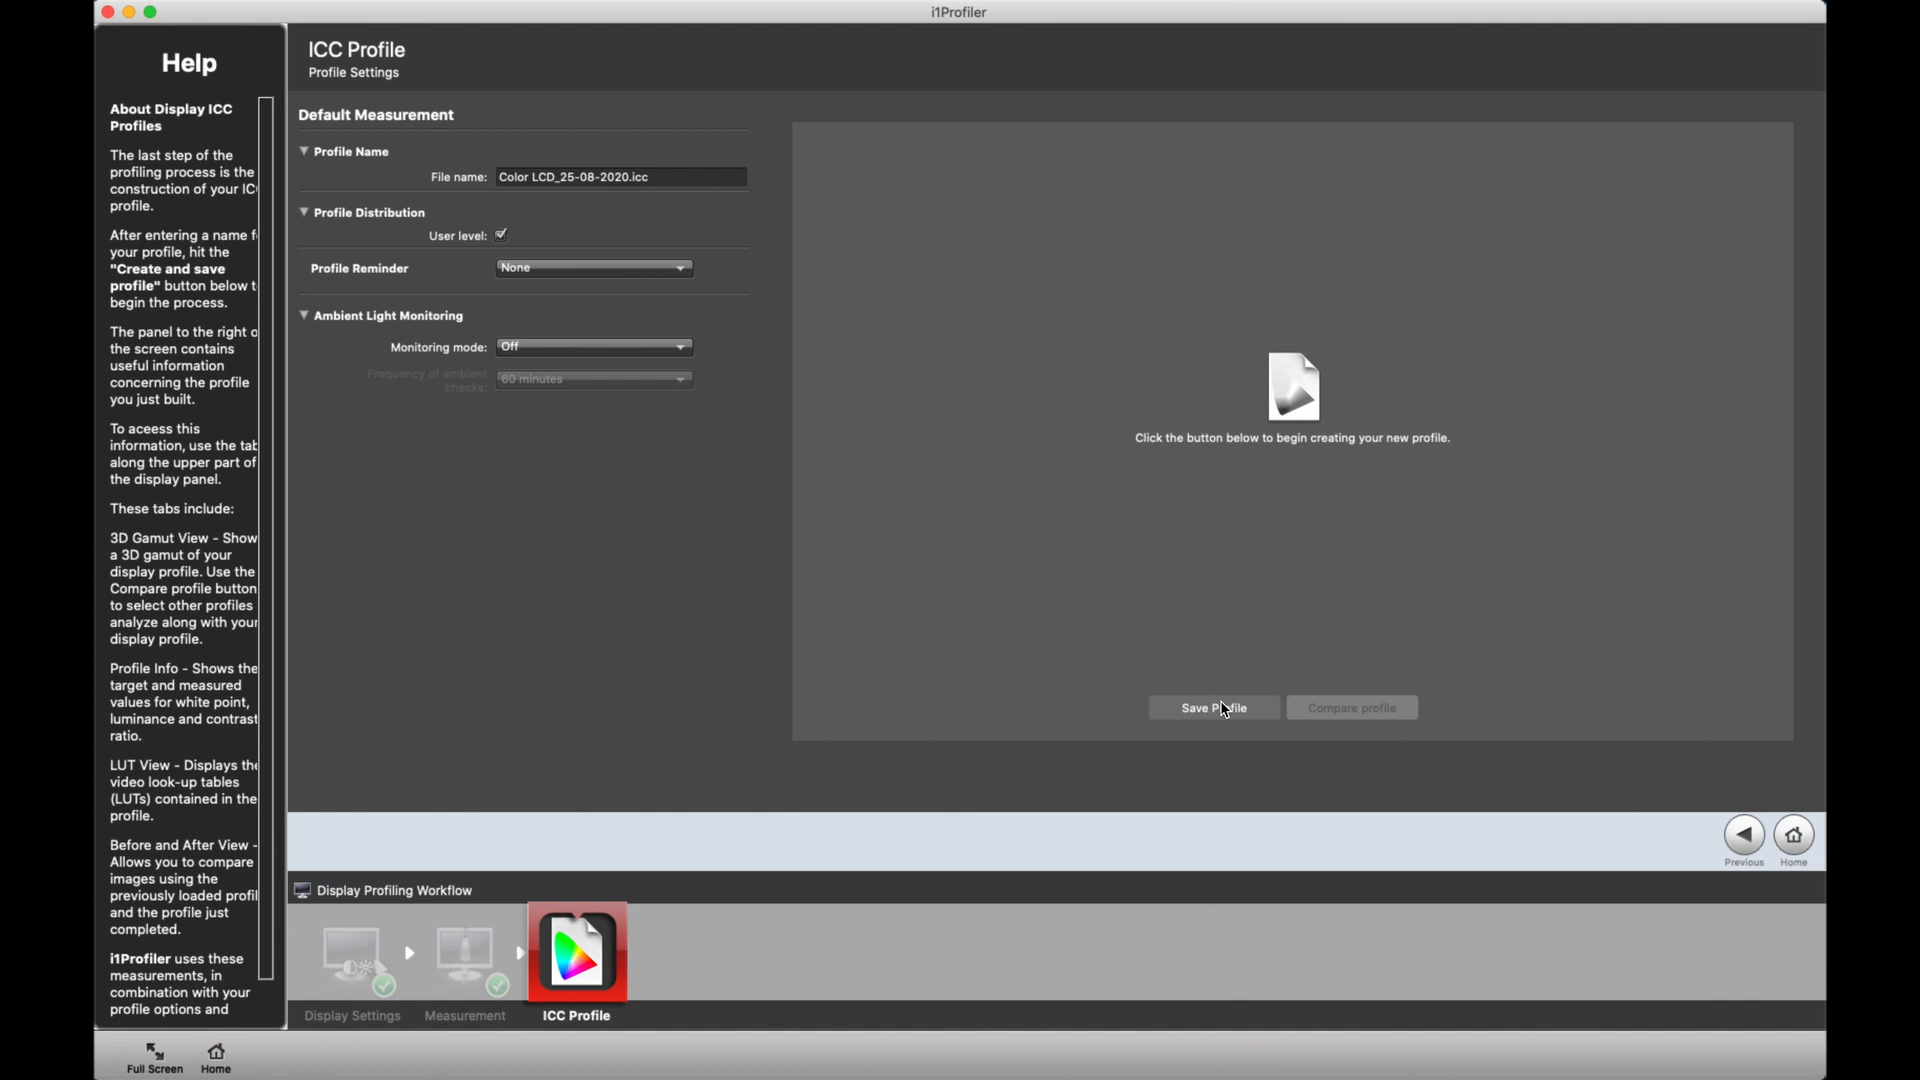 i1Profiler
Help
About Display ICC
Profiles
The last step of the
profiling process is the
construction of your IC
profile.
After entering a name f
your profile, hit the
"Create and save
profile" button below t
begin the process.
The panel to the right o
the screen contains
useful information
concerning the profile
you just built.
To aceess this
information, use the tab
along the upper part of
the display panel.
These tabs include:
3D Gamut View - Show
a 3D gamut of your
display profile. Use the
Compare profile button
to select other profiles
analyze along with your
display profile.
Profile Info - Shows the
target and measured
values for white point,
luminance and contrast
ratio.
LUT View - Displays the
video look-up tables
(LUTs) contained in the
profile.
Before and After View -
Allows you to compare
images using the
previously loaded profil
and the profile just
completed.
i1Profiler uses these
measurements, in
combination with your
profile options and
ICC Profile
Profile Settings
Default Measurement
Profile Name
File name: Color LCD_25-08-2020.icc
Profile Distribution
User level:
Profile Reminder None
Ambient Light Monitoring
Monitoring mode: Off
Frequency of ambient
checks: 60 minutes
Click the button below to begin creating your new profile.
Save Profile Compare profile
Previous Home
Display Profiling Workflow
Display Settings Measurement ICC Profile
Full Screen Home